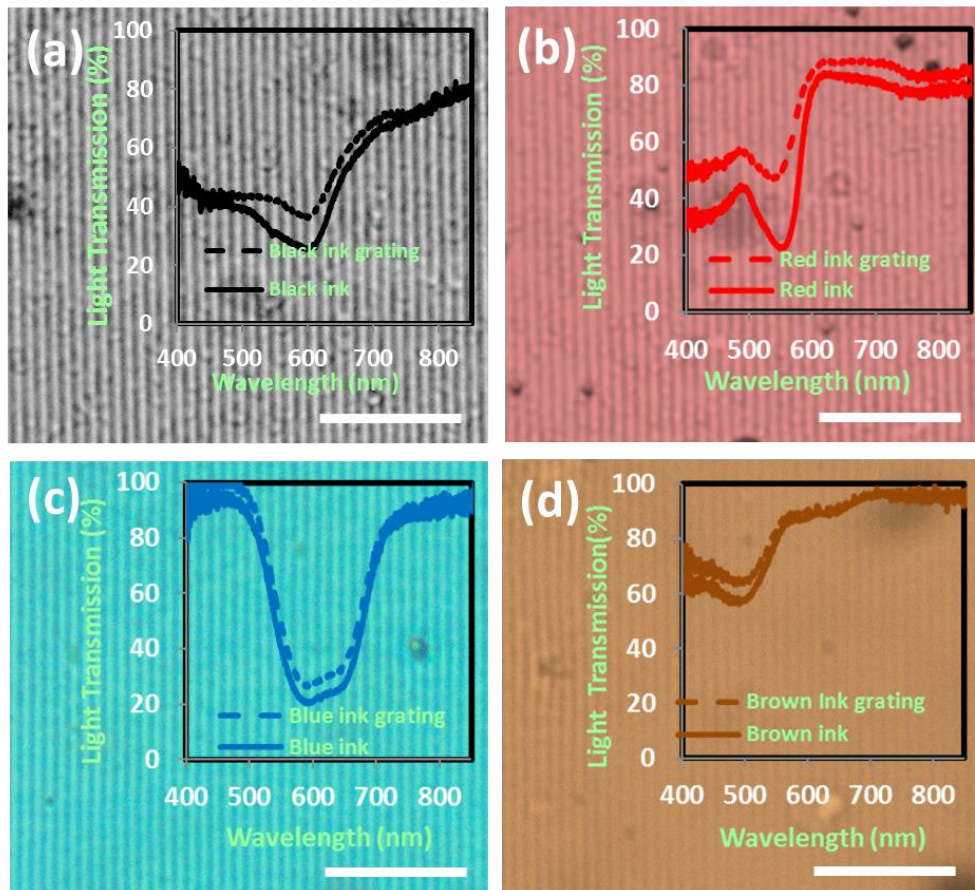 (a)
Light Transmission (%)
100
80
60
40
20
0
Black ink grating
Black ink
400 500 600 700 800
Wavelength (nm)
(b)
Light Transmission (%)
100
80
60
40
20
0
Red ink grating
Red ink
400 500 600 700 800
Wavelength (nm)
(c)
Light Transmission (%)
100
80
60
40
20
0
Blue ink grating
Blue ink
400 500 600 700 800
Wavelength (nm)
(d)
Light Transmission(%)
100
80
60
40
20
0
Brown Ink grating
Brown ink
400 500 600 700 800
Wavelength (nm)